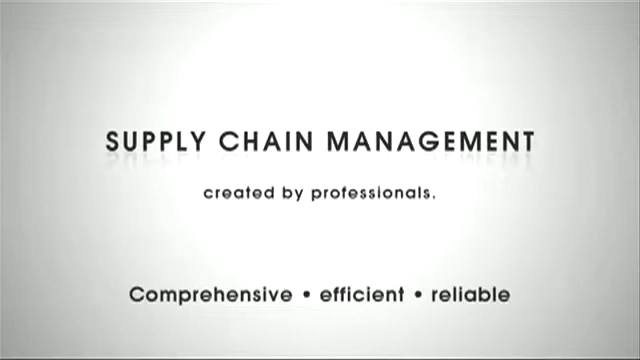 SUPPLY CHAIN MANAGEMENT
created by professionals.
Comprehensive • efficient • reliable